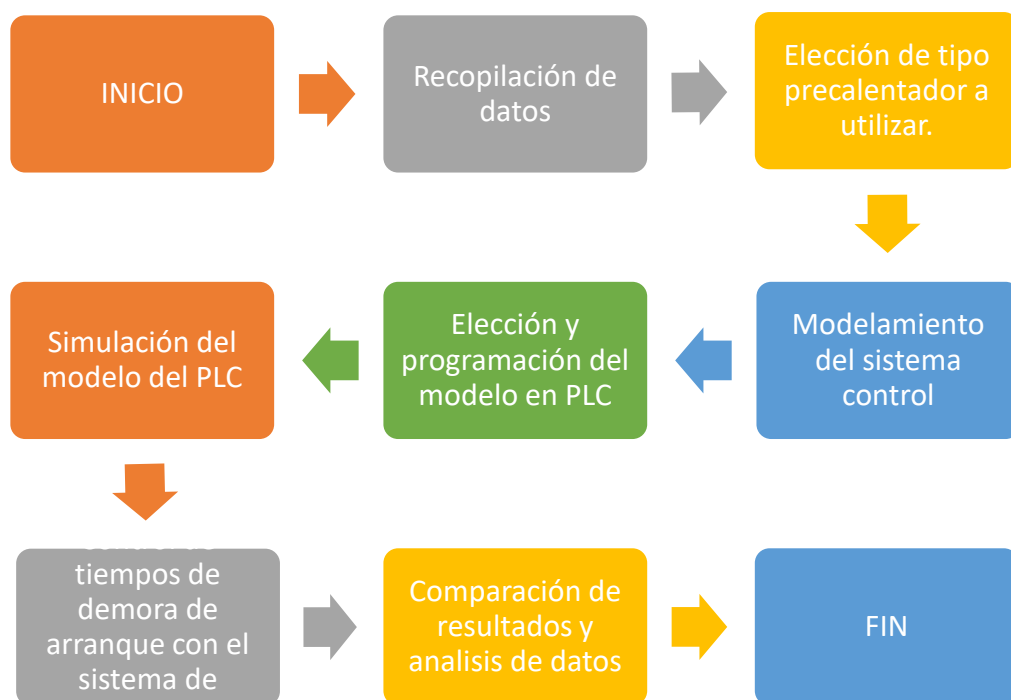 INICIO
Recopilación de
datos
Elección de tipo
precalentador a
utilizar.
Modelamiento
del sistema
control
Elección y
programación del
modelo en PLC
Simulación del
modelo del PLC
tiempos de
demora de
arranque con el
sistema de
Comparación de
resultados y
analisis de datos
FIN